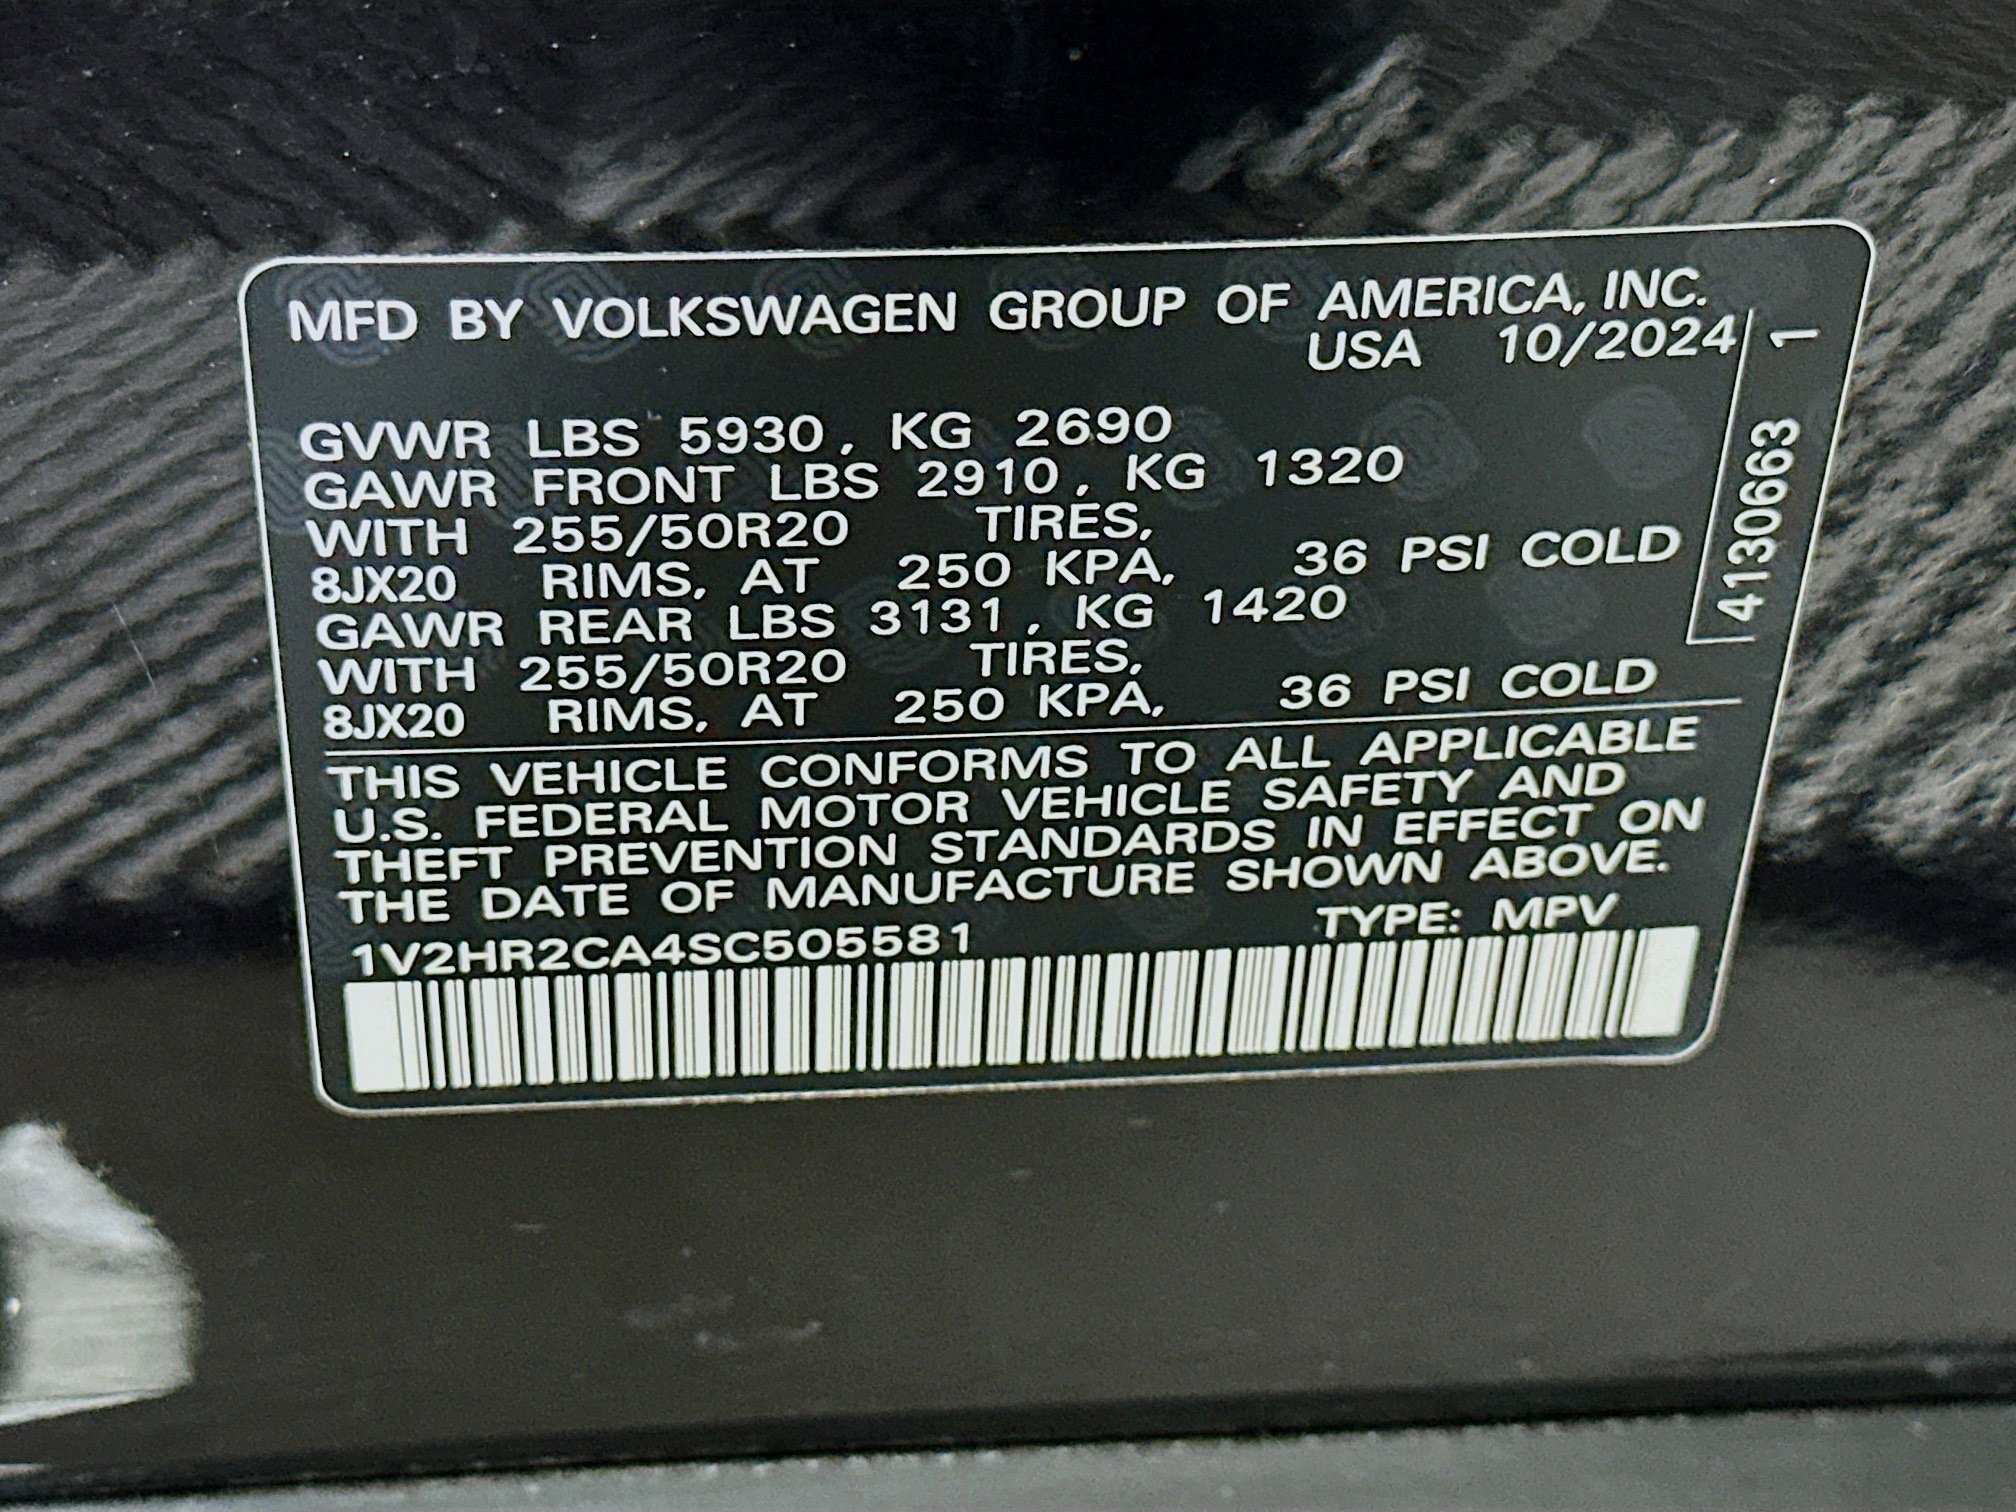 MFD BY VOLKSWAGEN GROUP OF AMERICA, INC.
USA 10/2024
GVWR LBS 5930, KG 2690
GAWR FRONT LBS 2910, KG 1320
WITH 255/50R20 TIRES,
8JX20 RIMS, AT 250 KPA, 36 PSI COLD
GAWR REAR LBS 3131, KG 1420
WITH 255/50R20 TIRES,
8JX20 RIMS, AT 250 KPA, 36 PSI COLD
THIS VEHICLE CONFORMS TO ALL APPLICABLE
U.S. FEDERAL MOTOR VEHICLE SAFETY AND
THEFT PREVENTION STANDARDS IN EFFECT ON
THE DATE OF MANUFACTURE SHOWN ABOVE.
1V2HR2CA4SC505581 TYPE: MPV
4130663 1